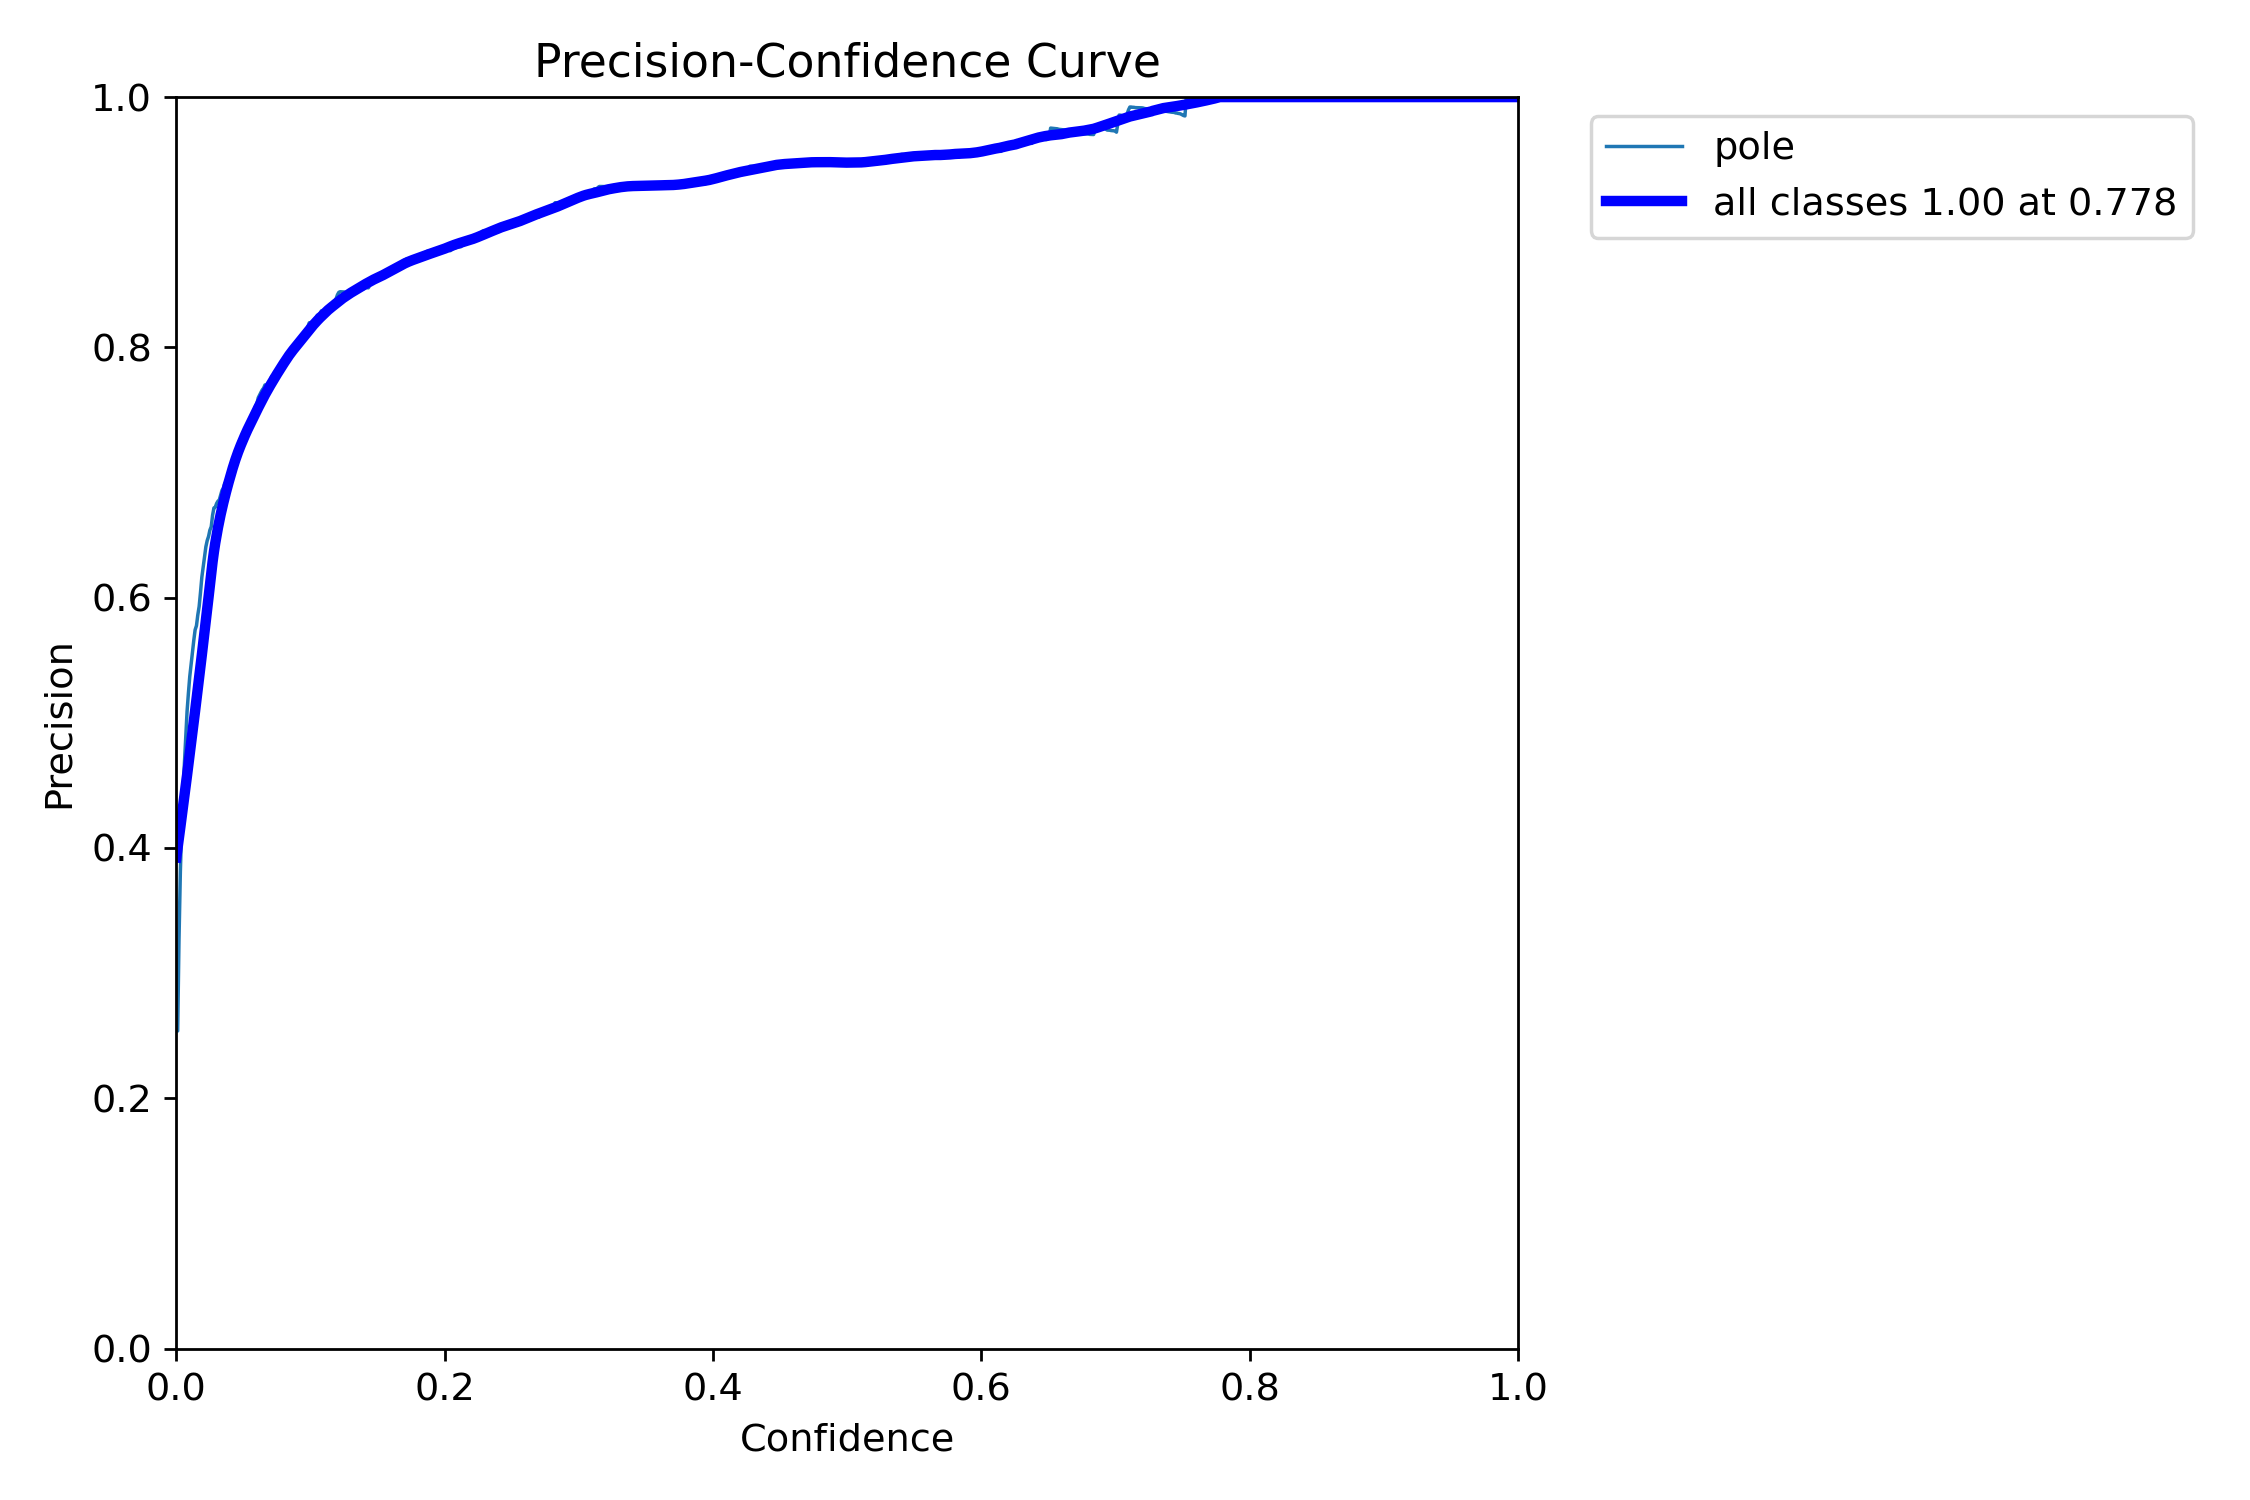 Precision-Confidence Curve
1.0
0.8
0.6
0.4
0.2
0.0
Precision
0.0 0.2 0.4 0.6 0.8 1.0
Confidence
pole
all classes 1.00 at 0.778